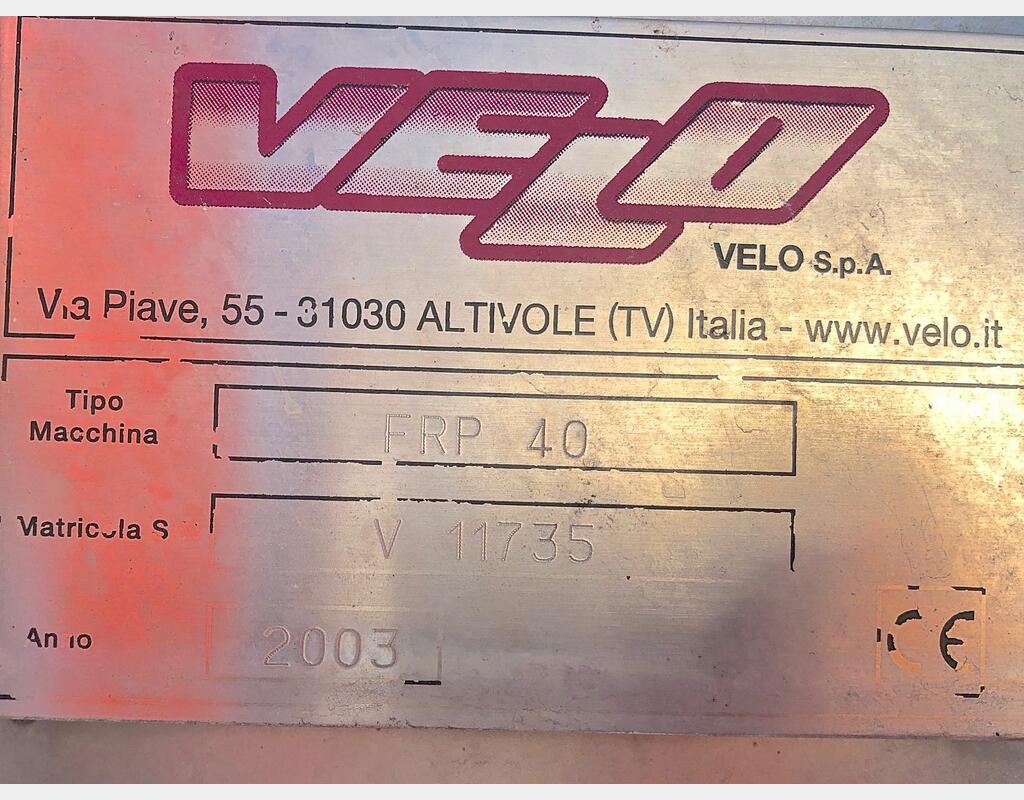 VELO
VELO S.p.A.
Via Piave, 55 - 31030 ALTIVOLE (TV) Italia - www.velo.it
Tipo
Macchina
FRP 40
Matricola S
V 11735
Anno
2003
CE